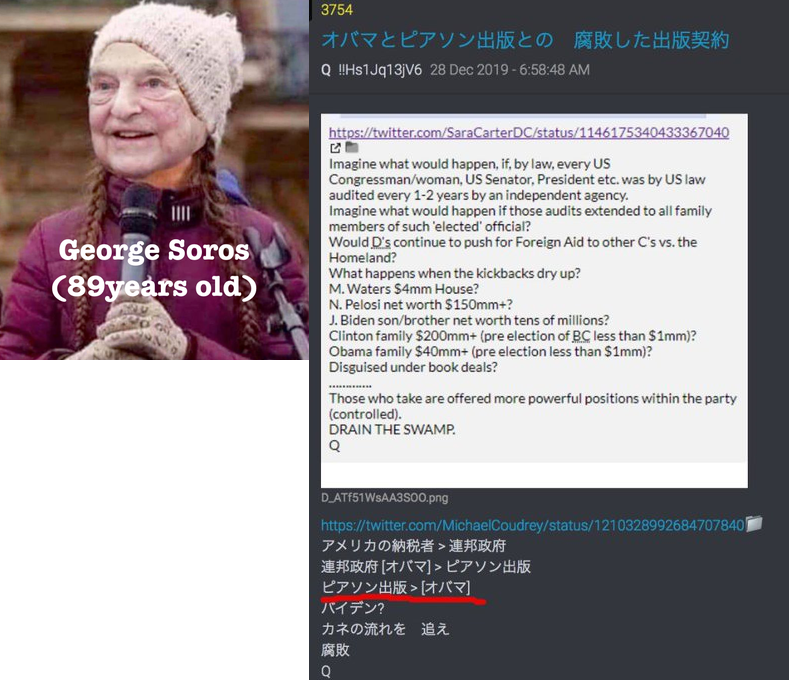 George Soros
(89years old)
3754
オバマとピアソン出版との　腐敗した出版契約
Q !!Hs1Jq13jV6 28 Dec 2019 - 6:58:48 AM
https://twitter.com/SaraCarterDC/status/1146175340433367040
Imagine what would happen, if, by law, every US
Congressman/woman, US Senator, President etc. was by US law
audited every 1-2 years by an independent agency.
Imagine what would happen if those audits extended to all family
members of such 'elected' official?
Would D's continue to push for Foreign Aid to other C's vs. the
Homeland?
What happens when the kickbacks dry up?
M. Waters $4mm House?
N. Pelosi net worth $150mm+?
J. Biden son/brother net worth tens of millions?
Clinton family $200mm+ (pre election of BC less than $1mm)?
Obama family $40mm+ (pre election less than $1mm)?
Disguised under book deals?
.............
Those who take are offered more powerful positions within the party
(controlled).
DRAIN THE SWAMP.
Q
D_ATf51WsAA3SOO.png
https://twitter.com/MichaelCoudrey/status/1210328992684707840
アメリカの納税者 > 連邦政府
連邦政府 [オバマ] > ピアソン出版
ピアソン出版 > [オバマ]
バイデン?
カネの流れを　追え
腐敗
Q